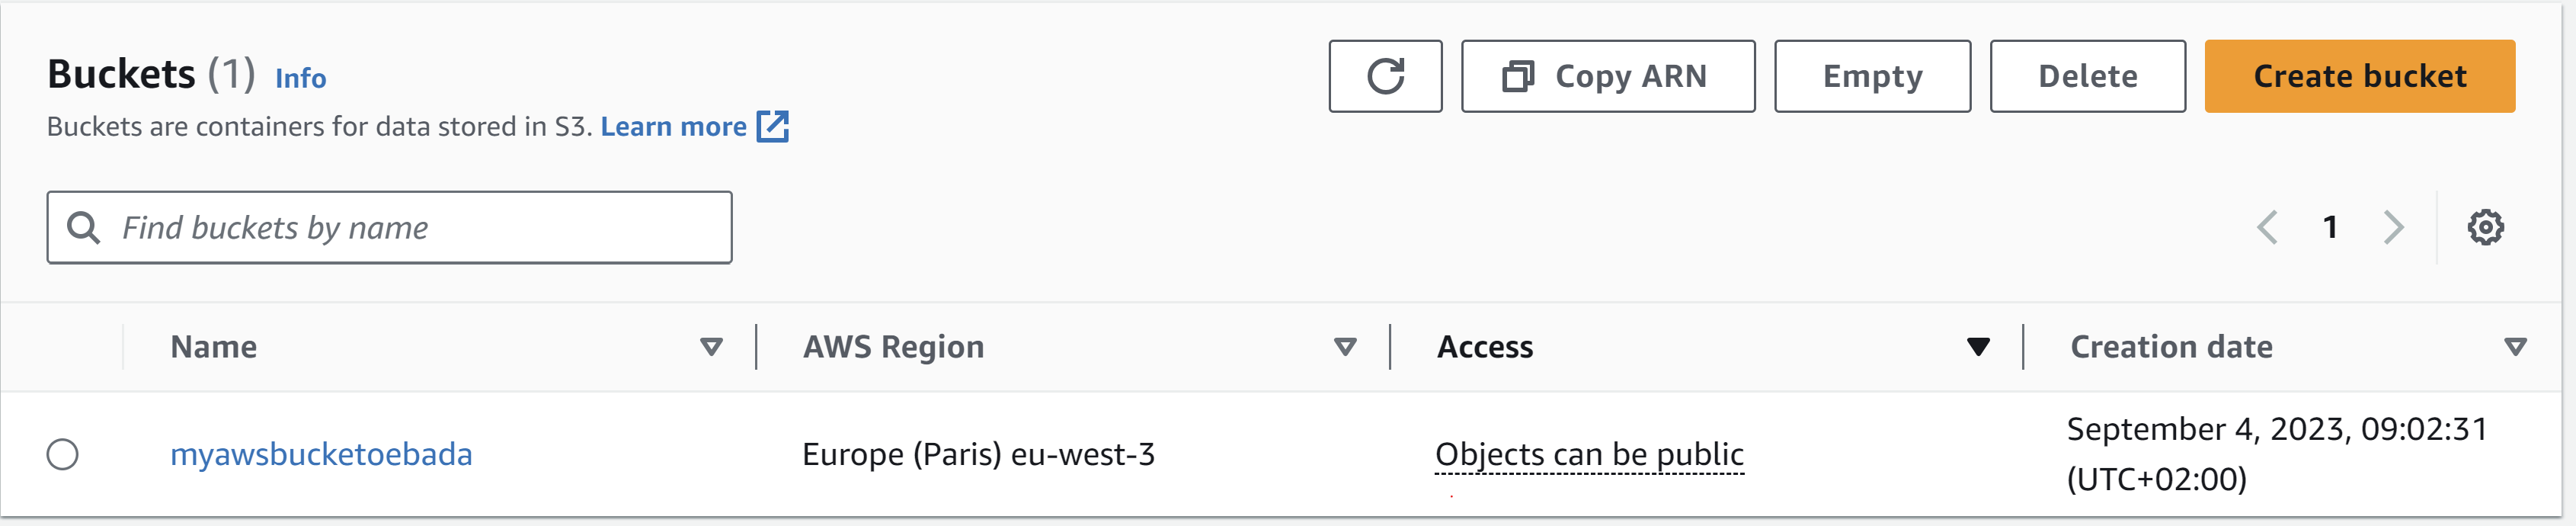 Buckets (1) Info
Buckets are containers for data stored in S3. Learn more
Copy ARN
Empty
Delete
Create bucket
Find buckets by name
1
Name
AWS Region
Access
Creation date
myawsbucketoebada
Europe (Paris) eu-west-3
Objects can be public
September 4, 2023, 09:02:31
(UTC+02:00)